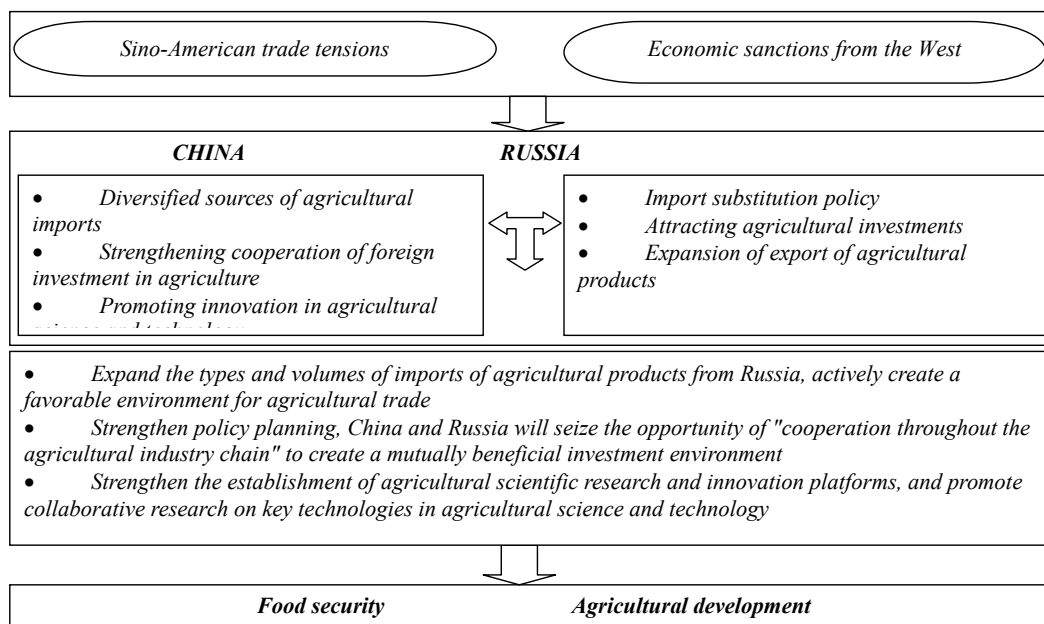 Sino-American trade tensions
Economic sanctions from the West
CHINA
RUSSIA
• Diversified sources of agricultural
imports
• Strengthening cooperation of foreign
investment in agriculture
• Promoting innovation in agricultural
science and technology
• Import substitution policy
• Attracting agricultural investments
• Expansion of export of agricultural
products
• Expand the types and volumes of imports of agricultural products from Russia, actively create a
favorable environment for agricultural trade
• Strengthen policy planning, China and Russia will seize the opportunity of "cooperation throughout the
agricultural industry chain" to create a mutually beneficial investment environment
• Strengthen the establishment of agricultural scientific research and innovation platforms, and promote
collaborative research on key technologies in agricultural science and technology
Food security
Agricultural development